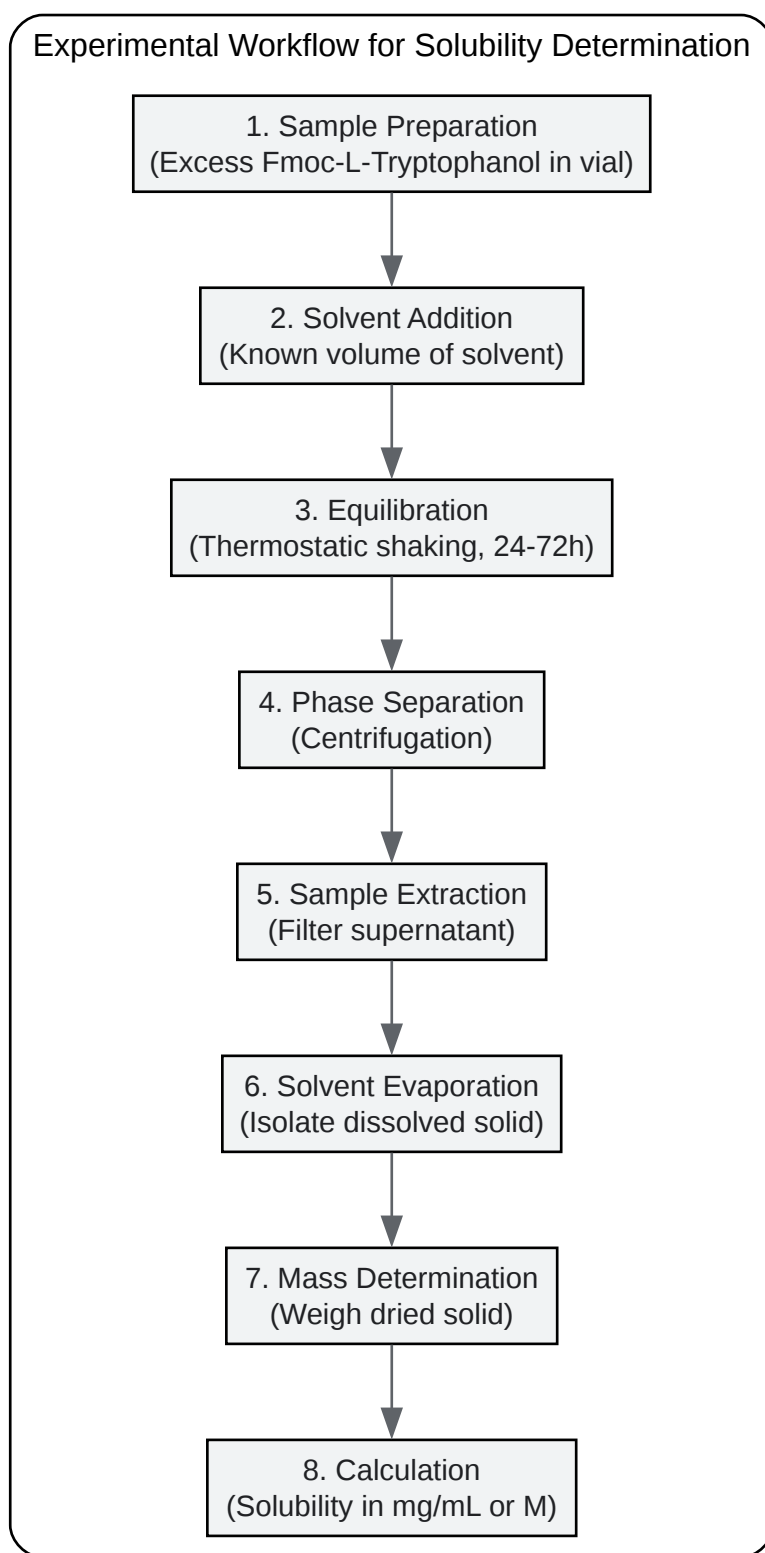 Experimental Workflow for Solubility Determination
1. Sample Preparation
(Excess Fmoc-L-Tryptophanol in vial)
2. Solvent Addition
(Known volume of solvent)
3. Equilibration
(Thermostatic shaking, 24-72h)
4. Phase Separation
(Centrifugation)
5. Sample Extraction
(Filter supernatant)
6. Solvent Evaporation
(Isolate dissolved solid)
7. Mass Determination
(Weigh dried solid)
8. Calculation
(Solubility in mg/mL or M)